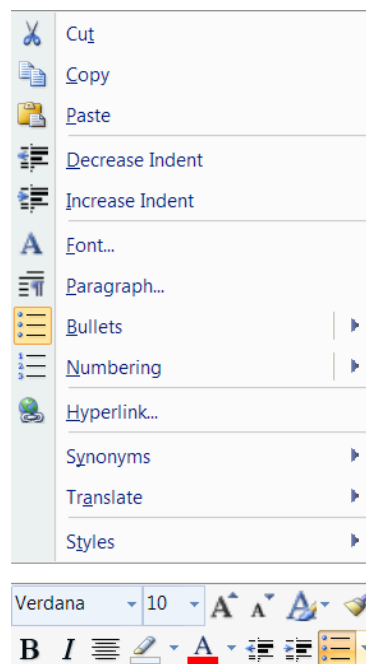 Cut
Copy
Paste
Decrease Indent
Increase Indent
Font...
Paragraph...
Bullets
Numbering
Hyperlink...
Synonyms
Translate
Styles
Verdana 10 A A A
B I A